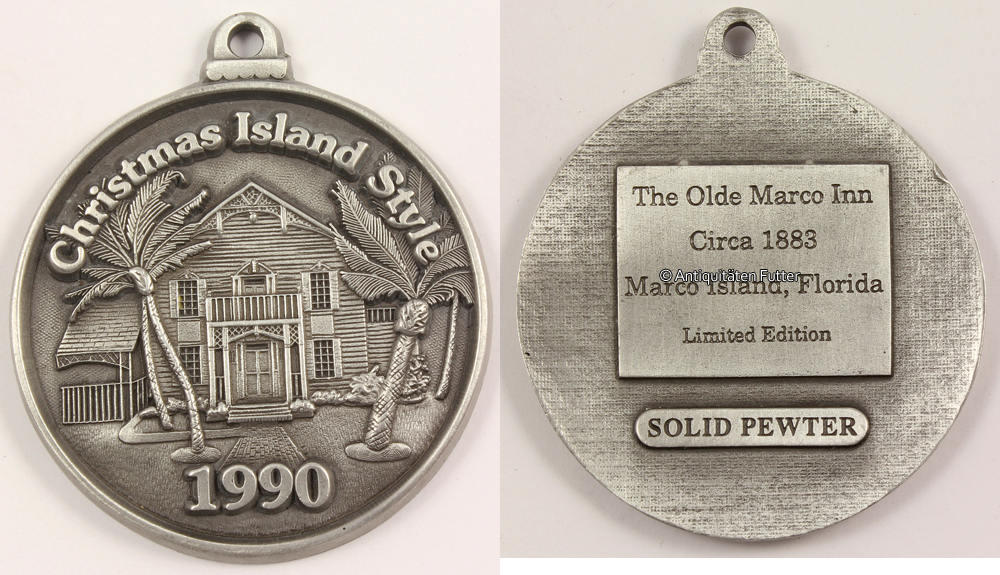 Christmas Island Style
1990
The Olde Marco Inn
Circa 1883
© Antiquitäten Futter
Marco Island, Florida
Limited Edition
SOLID PEWTER